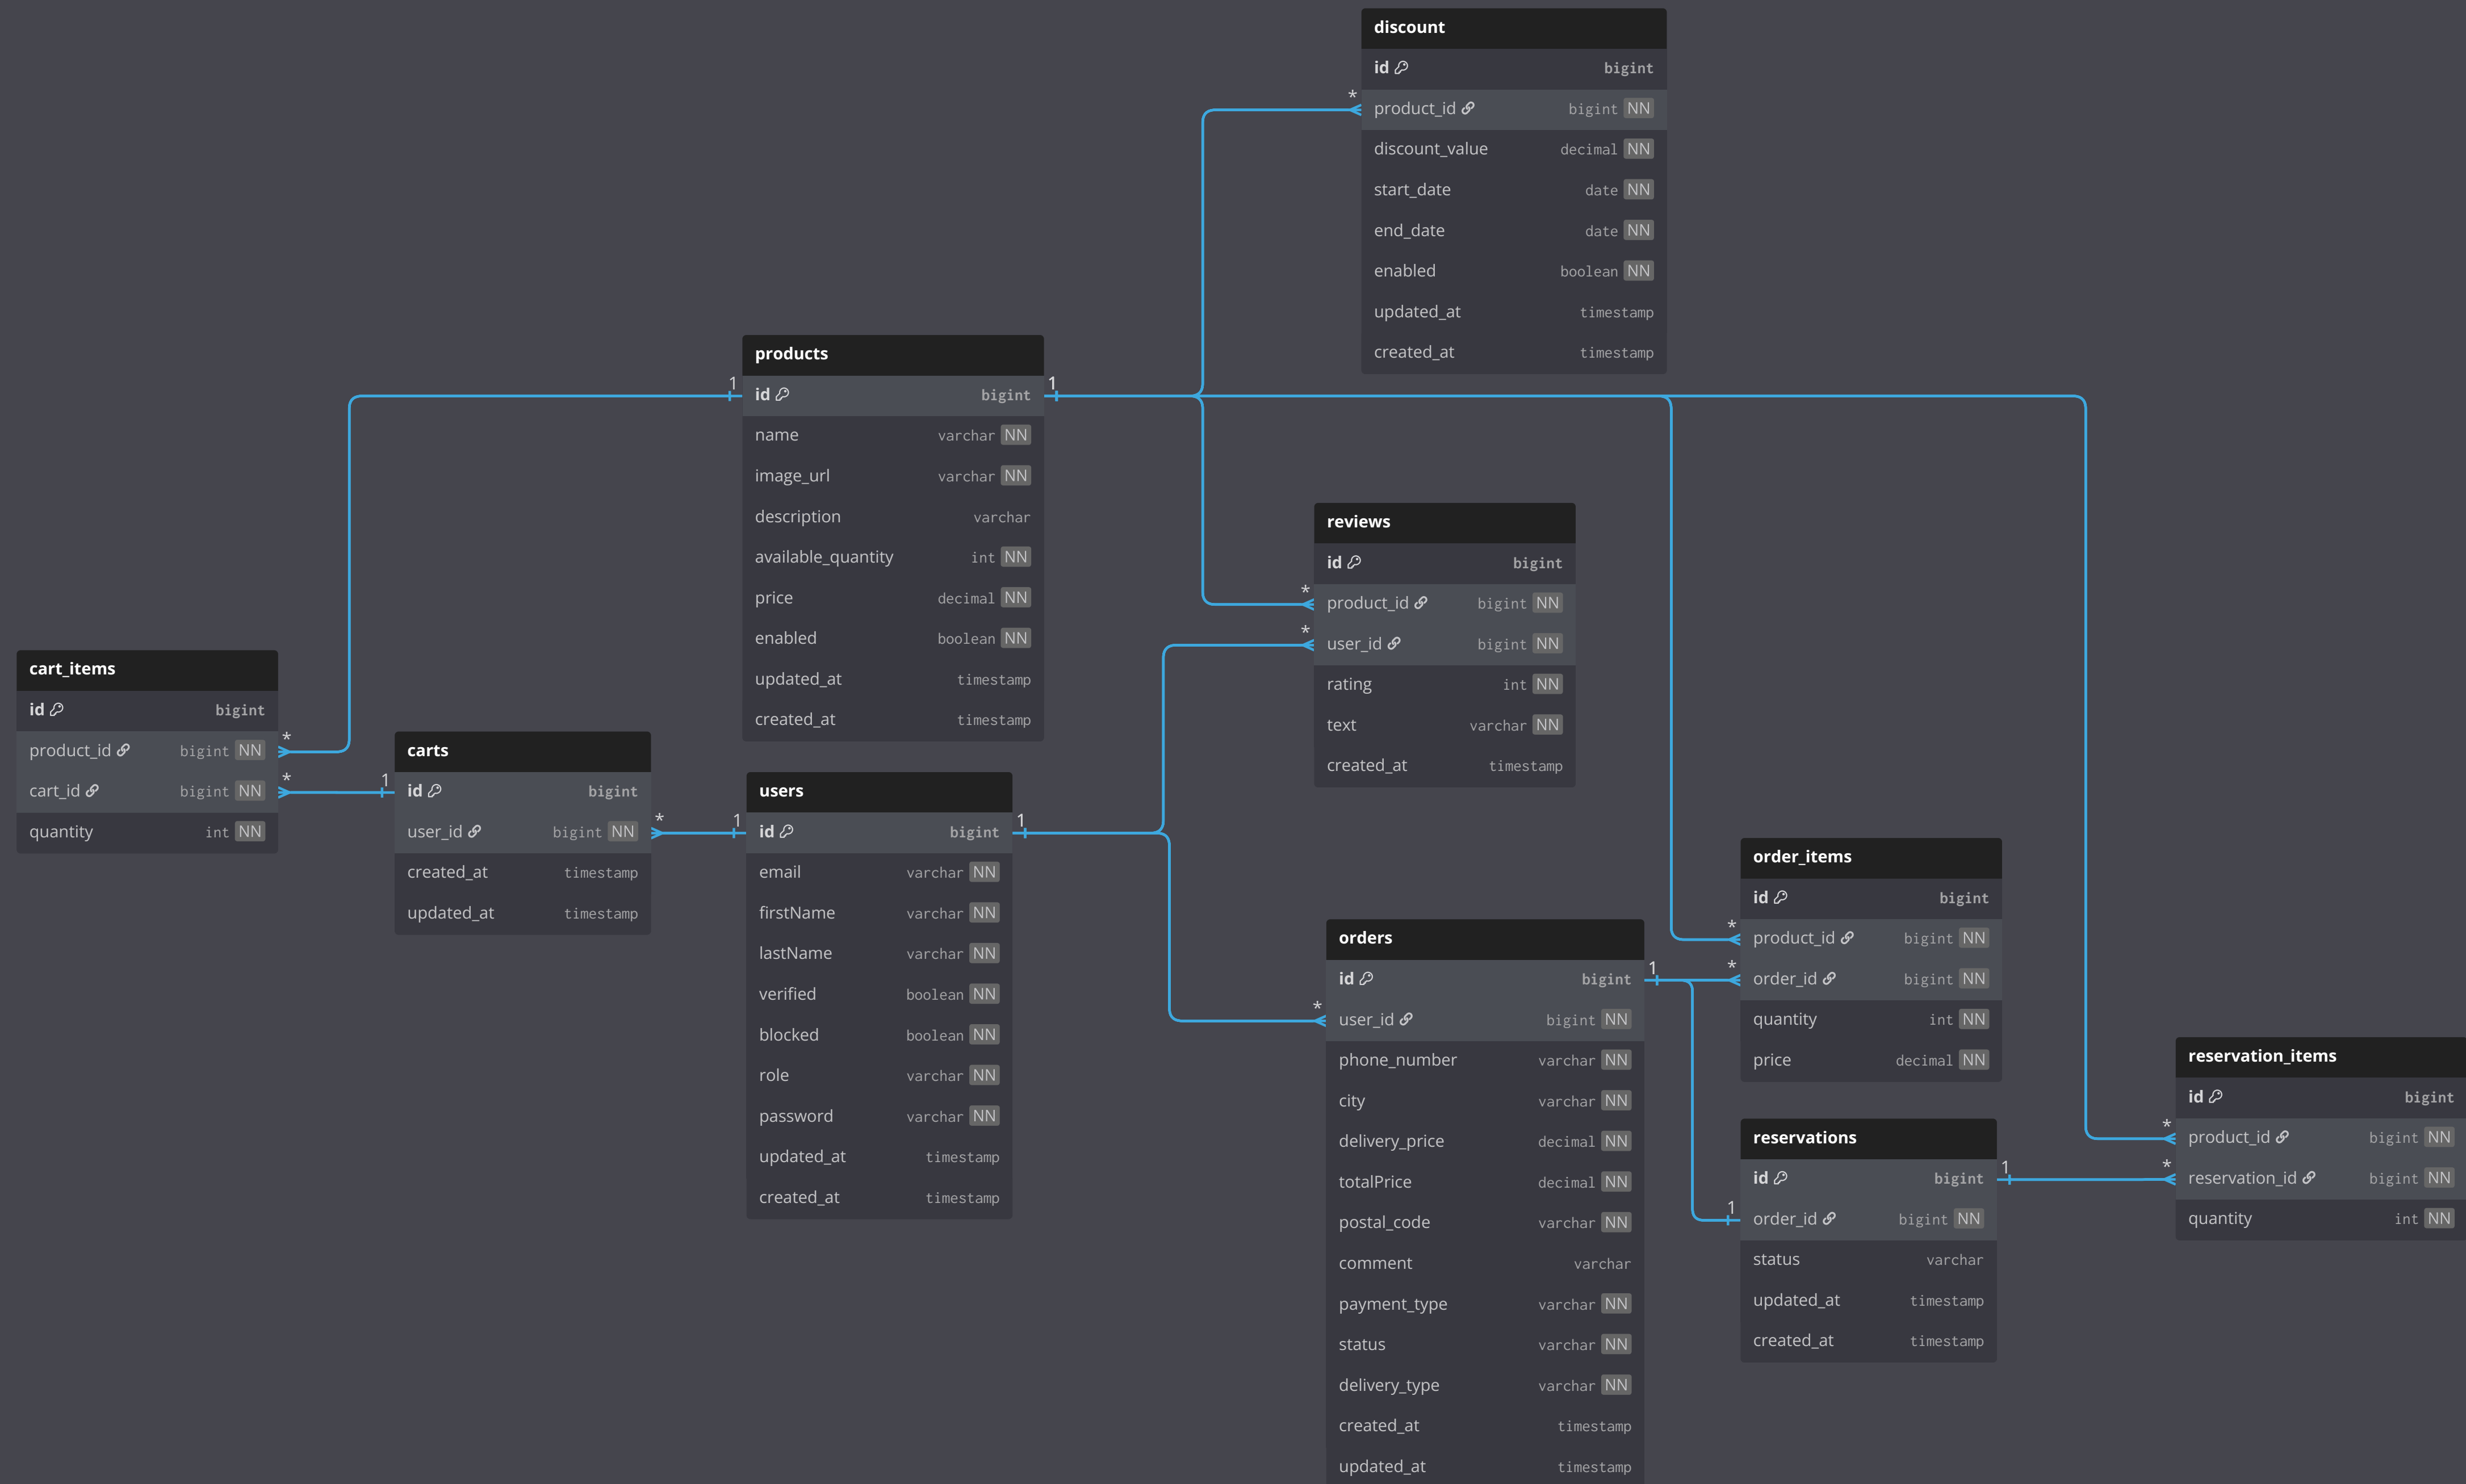 discount
id bigint
* product_id bigint NN
discount_value decimal NN
start_date date NN
end_date date NN
enabled boolean NN
updated_at timestamp
created_at timestamp
products
1 id bigint 1
name varchar NN
image_url varchar NN
description varchar
available_quantity int NN
price decimal NN
enabled boolean NN
updated_at timestamp
created_at timestamp
reviews
id bigint
* product_id bigint NN
* user_id bigint NN
rating int NN
text varchar NN
created_at timestamp
cart_items
id bigint
product_id bigint NN *
cart_id bigint NN *
quantity int NN
carts
1 id bigint
user_id bigint NN *
created_at timestamp
updated_at timestamp
users
1 id bigint 1
email varchar NN
firstName varchar NN
lastName varchar NN
verified boolean NN
blocked boolean NN
role varchar NN
password varchar NN
updated_at timestamp
created_at timestamp
orders
id bigint 1
* user_id bigint NN
phone_number varchar NN
city varchar NN
delivery_price decimal NN
totalPrice decimal NN
postal_code varchar NN
comment varchar
payment_type varchar NN
status varchar NN
delivery_type varchar NN
created_at timestamp
updated_at timestamp
order_items
id bigint
* product_id bigint NN
* order_id bigint NN
quantity int NN
price decimal NN
reservations
id bigint 1
1 order_id bigint NN
status varchar
updated_at timestamp
created_at timestamp
reservation_items
id bigint
* product_id bigint NN
* reservation_id bigint NN
quantity int NN